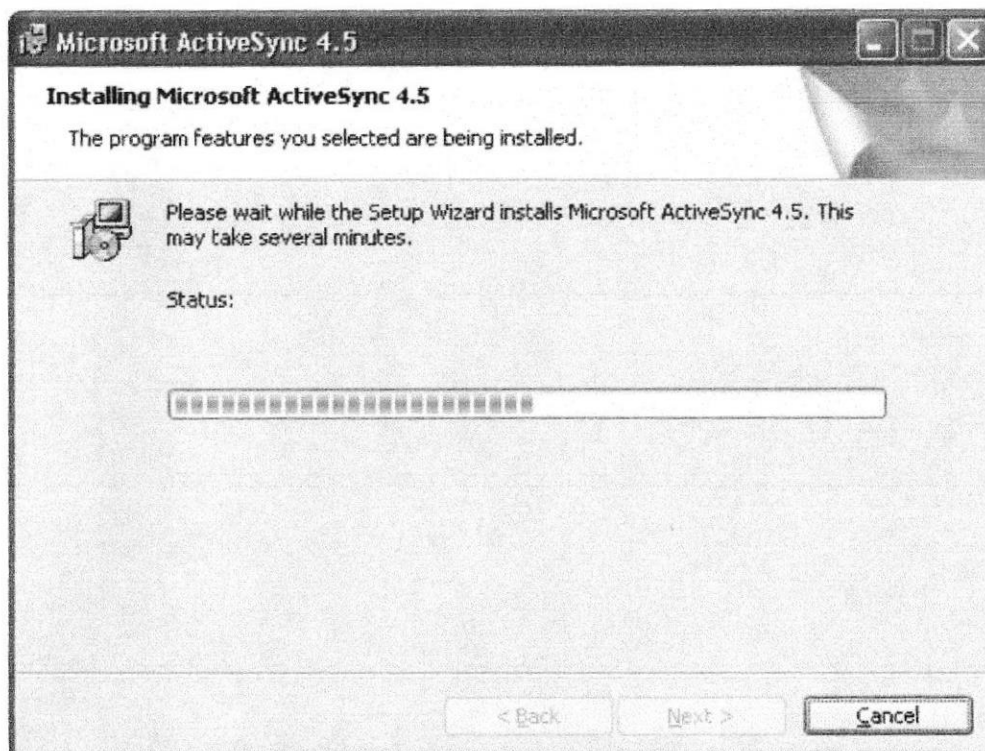 Microsoft ActiveSync 4.5
Installing Microsoft ActiveSync 4.5
The program features you selected are being installed.
Please wait while the Setup Wizard installs Microsoft ActiveSync 4.5. This
may take several minutes.
Status:
< Back Next > Cancel